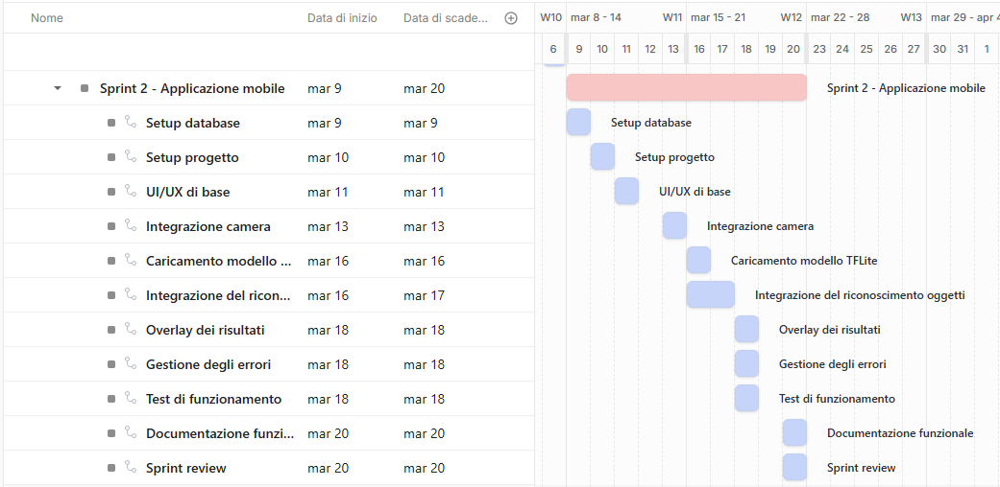 Nome Data di inizio Data di scade... W10 mar 8 - 14 W11 mar 15 - 21 W12 mar 22 - 28 W13 mar 29 - apr 4
6 9 10 11 12 13 16 17 18 19 20 23 24 25 26 27 30 31 1
Sprint 2 - Applicazione mobile mar 9 mar 20 Sprint 2 - Applicazione mobile
Setup database mar 9 mar 9 Setup database
Setup progetto mar 10 mar 10 Setup progetto
UI/UX di base mar 11 mar 11 UI/UX di base
Integrazione camera mar 13 mar 13 Integrazione camera
Caricamento modello ... mar 16 mar 16 Caricamento modello TFLite
Integrazione del ricon... mar 16 mar 17 Integrazione del riconoscimento oggetti
Overlay dei risultati mar 18 mar 18 Overlay dei risultati
Gestione degli errori mar 18 mar 18 Gestione degli errori
Test di funzionamento mar 18 mar 18 Test di funzionamento
Documentazione funzi... mar 20 mar 20 Documentazione funzionale
Sprint review mar 20 mar 20 Sprint review